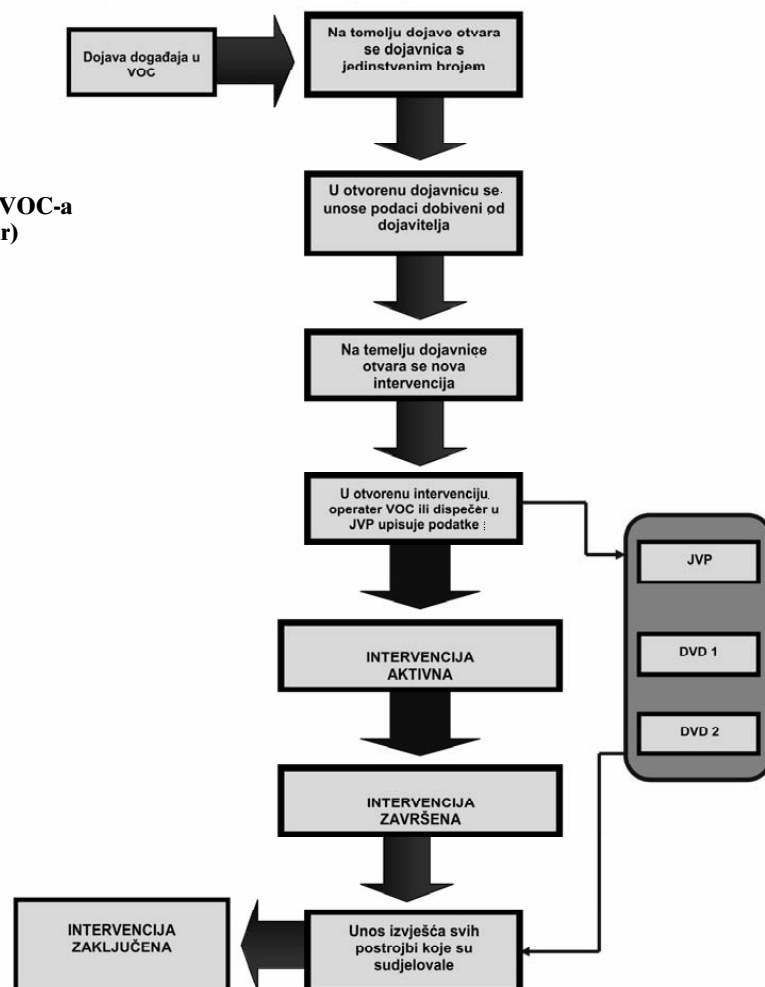 Dojava događaja u
VOC
Na temelju dojave otvara
se dojavnica s
jedinstvenim brojem
VOC-a
r)
U otvorenu dojavnicu se
unose podaci dobiveni od
dojavitelja
Na temelju dojavnice
otvara se nova
intervencija
U otvorenu intervenciju
operater VOC ili dispečer u
JVP upisuje podatke :
JVP
DVD 1
DVD 2
INTERVENCIJA
AKTIVNA
INTERVENCIJA
ZAVRŠENA
Unos izvješća svih
postrojbi koje su
sudjelovale
INTERVENCIJA
ZAKLJUČENA